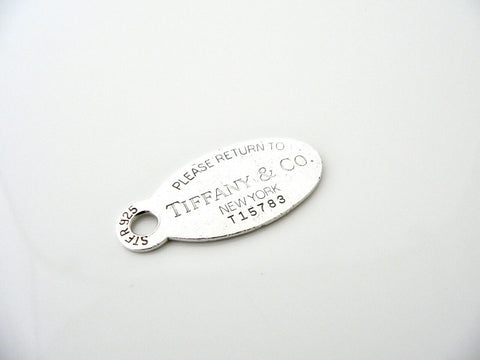 PLEASE RETURN TO
TIFFANY & CO.
NEW YORK
T15783
STER 925